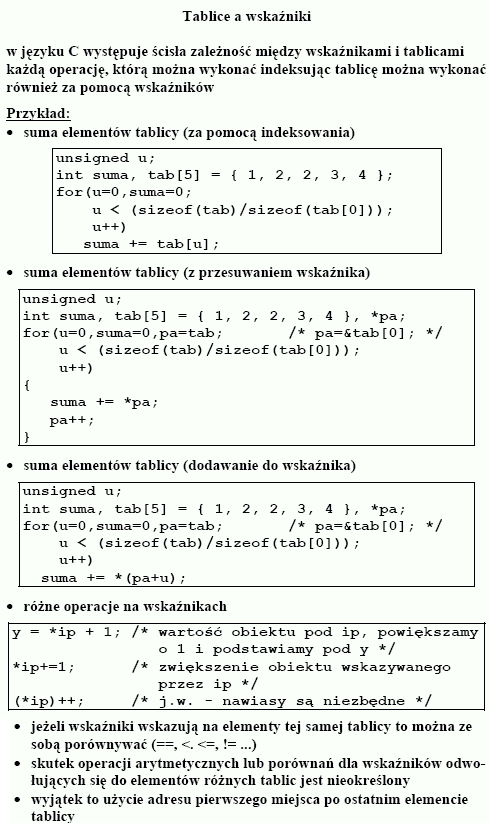 Tablice a wskaźniki
w języku C występuje ścisła zależność między wskaźnikami i tablicami
każdą operację, którą można wykonać indeksując tablicę można wykonać
również za pomocą wskaźników
Przykład:
• suma elementów tablicy (za pomocą indeksowania)
unsigned u;
int suma, tab[5] = { 1, 2, 2, 3, 4 };
for(u=0,suma=0;
    u < (sizeof(tab)/sizeof(tab[0]));
    u++)
   suma += tab[u];
• suma elementów tablicy (z przesuwaniem wskaźnika)
unsigned u;
int suma, tab[5] = { 1, 2, 2, 3, 4 }, *pa;
for(u=0,suma=0,pa=tab;       /* pa=&tab[0]; */
    u < (sizeof(tab)/sizeof(tab[0]));
    u++)
{
   suma += *pa;
   pa++;
}
• suma elementów tablicy (dodawanie do wskaźnika)
unsigned u;
int suma, tab[5] = { 1, 2, 2, 3, 4 }, *pa;
for(u=0,suma=0,pa=tab;       /* pa=&tab[0]; */
    u < (sizeof(tab)/sizeof(tab[0]));
    u++)
  suma += *(pa+u);
• różne operacje na wskaźnikach
y = *ip + 1; /* wartość obiektu pod ip, powiększamy
                o 1 i podstawiamy pod y */
*ip+=1;      /* zwiększenie obiektu wskazywanego
                przez ip */
(*ip)++;     /* j.w. - nawiasy są niezbędne */
• jeżeli wskaźniki wskazują na elementy tej samej tablicy to można ze
sobą porównywać (==, <. <=, != ...)
• skutek operacji arytmetycznych lub porównań dla wskaźników odwo-
łujących się do elementów różnych tablic jest nieokreślony
• wyjątek to użycie adresu pierwszego miejsca po ostatnim elemencie
tablicy